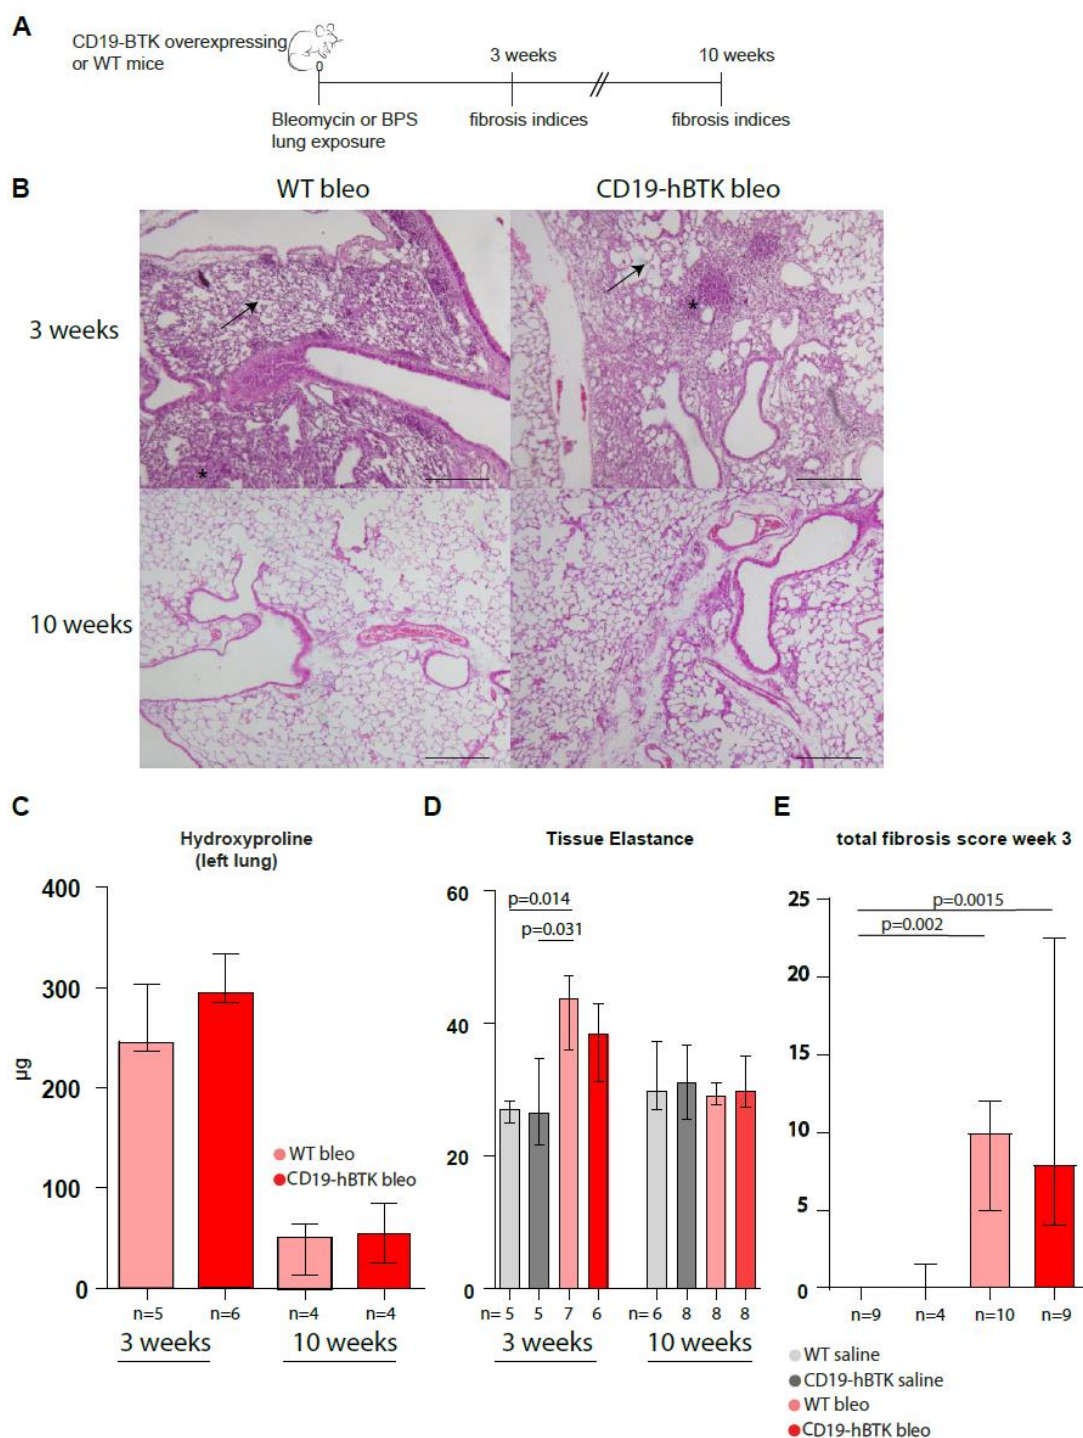 A
CD19-BTK overexpressing
or WT mice
3 weeks
10 weeks
Bleomycin or BPS
lung exposure
fibrosis indices
fibrosis indices
B
WT bleo
CD19-hBTK bleo
3 weeks
*
*
10 weeks
C
Hydroxyproline
(left lung)
400
300
200
100
0
µg
WT bleo
CD19-hBTK bleo
n=5
n=6
n=4
n=4
3 weeks
10 weeks
D
Tissue Elastance
60
40
20
0
p=0.014
p=0.031
n= 5
5
7
6
n= 6
8
8
8
3 weeks
10 weeks
E
total fibrosis score week 3
25
20
15
10
5
0
p=0.0015
p=0.002
n=9
n=4
n=10
n=9
WT saline
CD19-hBTK saline
WT bleo
CD19-hBTK bleo